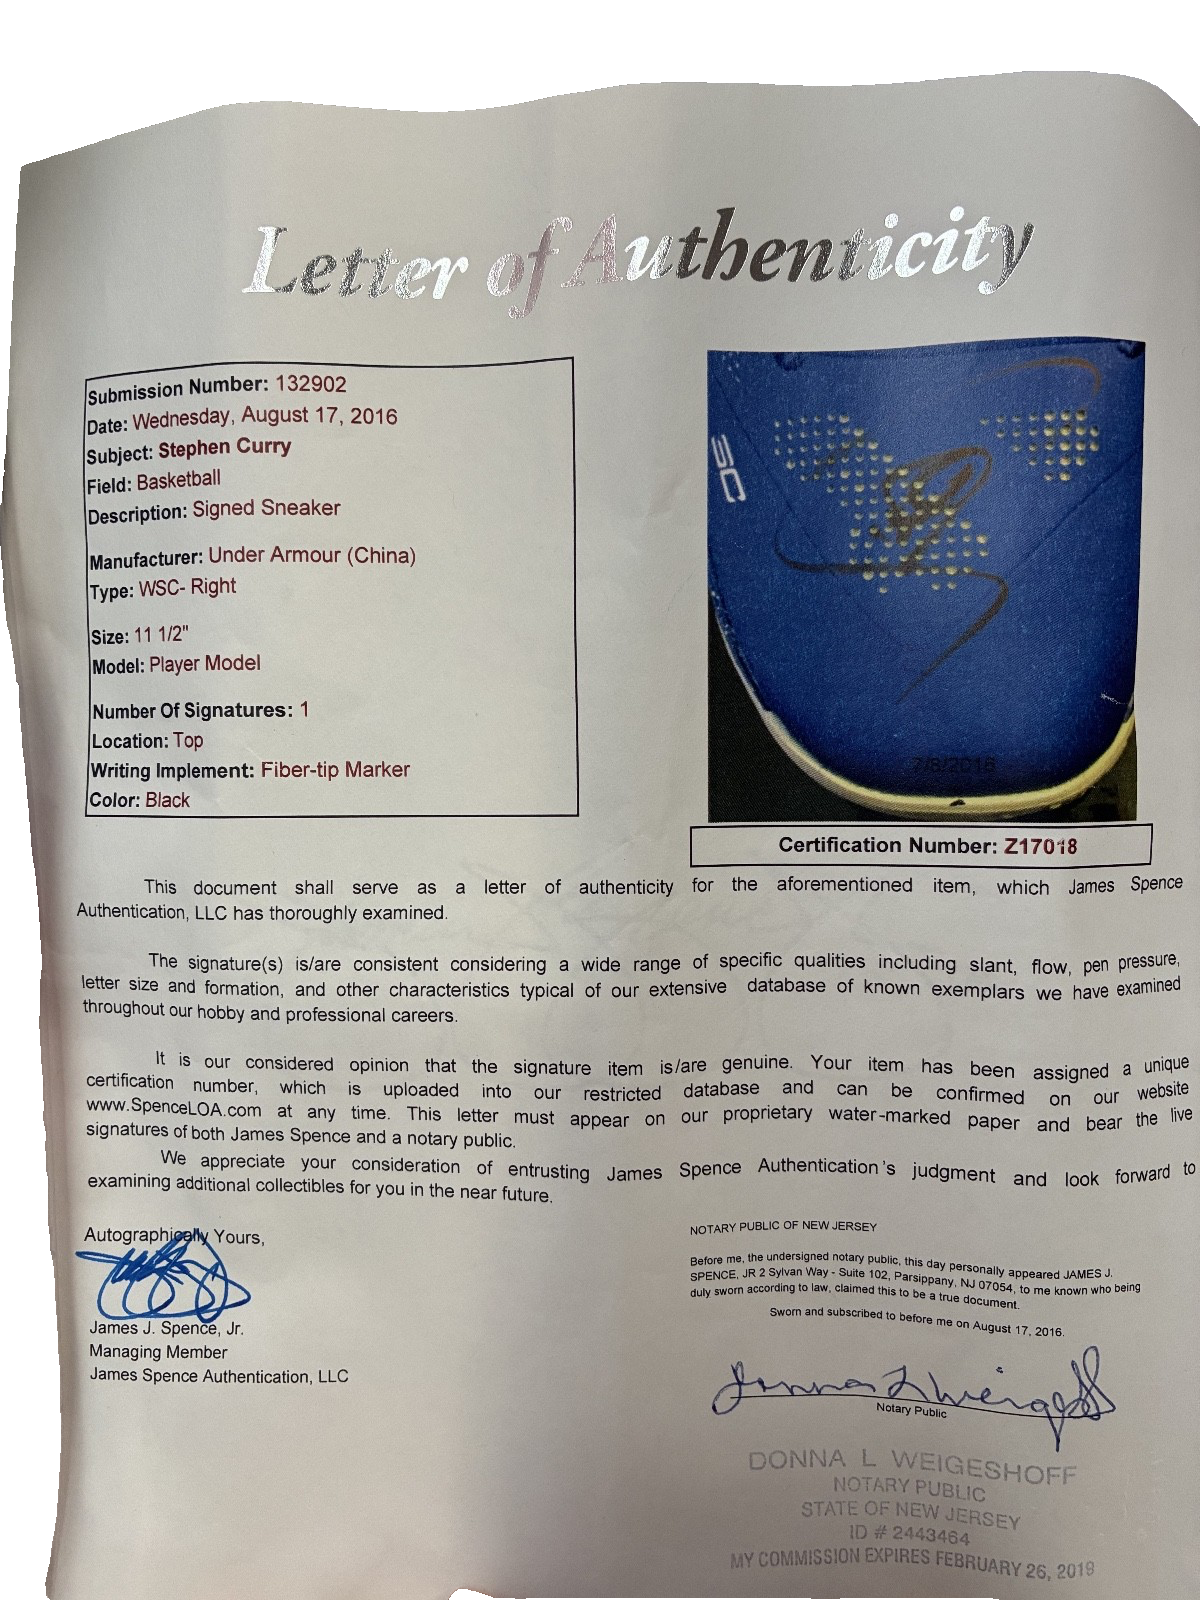 Letter of Authenticity
Submission Number: 132902
Date: Wednesday, August 17, 2016
Subject: Stephen Curry
Field: Basketball
Description: Signed Sneaker
Manufacturer: Under Armour (China)
Type: WSC- Right
Size: 11 1/2"
Model: Player Model
Number Of Signatures: 1
Location: Top
Writing Implement: Fiber-tip Marker
Color: Black
SC
7/8/2016
Certification Number: Z17018
This document shall serve as a letter of authenticity for the aforementioned item, which James Spence
Authentication, LLC has thoroughly examined.
The signature(s) is/are consistent considering a wide range of specific qualities including slant, flow, pen pressure,
letter size and formation, and other characteristics typical of our extensive database of known exemplars we have examined
throughout our hobby and professional careers.
It is our considered opinion that the signature item is/are genuine. Your item has been assigned a unique
certification number, which is uploaded into our restricted database and can be confirmed on our website
www.SpenceLOA.com at any time. This letter must appear on our proprietary water-marked paper and bear the live
signatures of both James Spence and a notary public.
We appreciate your consideration of entrusting James Spence Authentication's judgment and look forward to
examining additional collectibles for you in the near future.
Autographically Yours,
James J. Spence, Jr.
Managing Member
James Spence Authentication, LLC
NOTARY PUBLIC OF NEW JERSEY
Before me, the undersigned notary public, this day personally appeared JAMES J.
SPENCE, JR 2 Sylvan Way - Suite 102, Parsippany, NJ 07054, to me known who being
duly sworn according to law, claimed this to be a true document.
Sworn and subscribed to before me on August 17, 2016.
Notary Public
DONNA L WEIGESHOFF
NOTARY PUBLIC
STATE OF NEW JERSEY
ID # 2443464
MY COMMISSION EXPIRES FEBRUARY 26, 2019